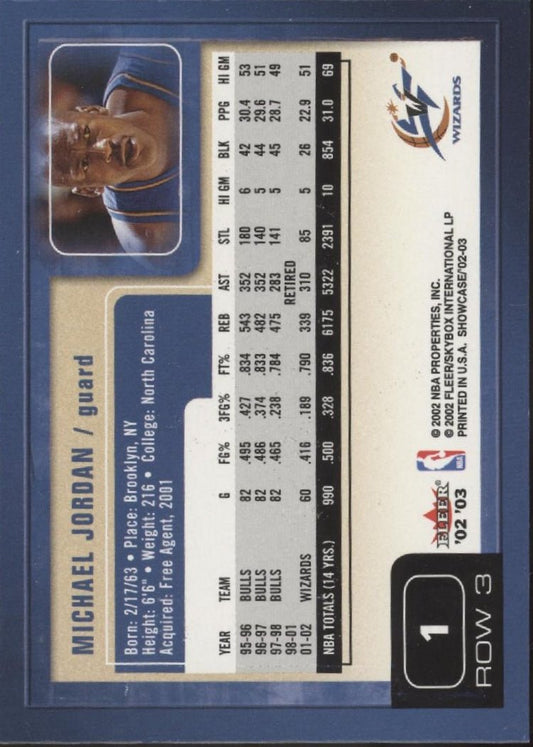 MICHAEL JORDAN / guard
Born: 2/17/63 • Place: Brooklyn, NY
Height: 6'6" • Weight: 216 • College: North Carolina
Acquired: Free Agent, 2001
YEAR TEAM G FG% 3FG% FT% REB AST STL HI GM BLK PPG HI GM
95-96 BULLS 82 .495 .427 .834 543 352 180 6 42 30.4 53
96-97 BULLS 82 .486 .374 .833 482 352 140 5 44 29.6 51
97-98 BULLS 82 .465 .238 .784 475 283 141 5 45 28.7 49
98-01 RETIRED
01-02 WIZARDS 60 .416 .189 .790 339 310 85 5 26 22.9 51
NBA TOTALS (14 YRS.) 990 .500 .328 .836 6175 5322 2391 10 854 31.0 69
1
ROW 3
FLEER®
'02 '03
NBA
© 2002 NBA PROPERTIES, INC.
© 2002 FLEER/SKYBOX INTERNATIONAL LP
PRINTED IN U.S.A. SHOWCASE/'02-03
WIZARDS